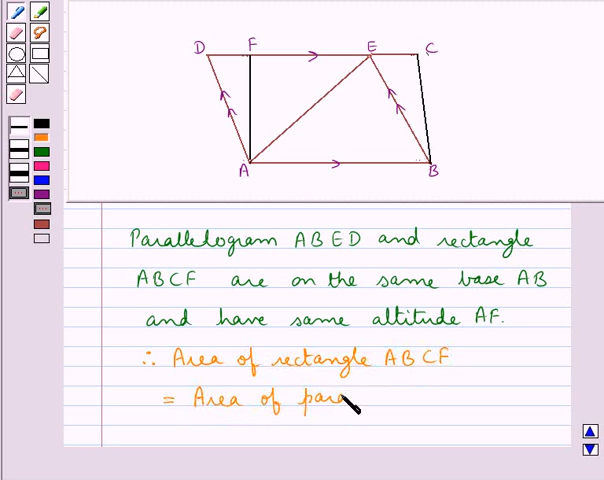 D F E C
A B
Parallelogram ABED and rectangle
ABCF are on the same base AB
and have same altitude AF.
∴ Area of rectangle ABCF
= Area of para